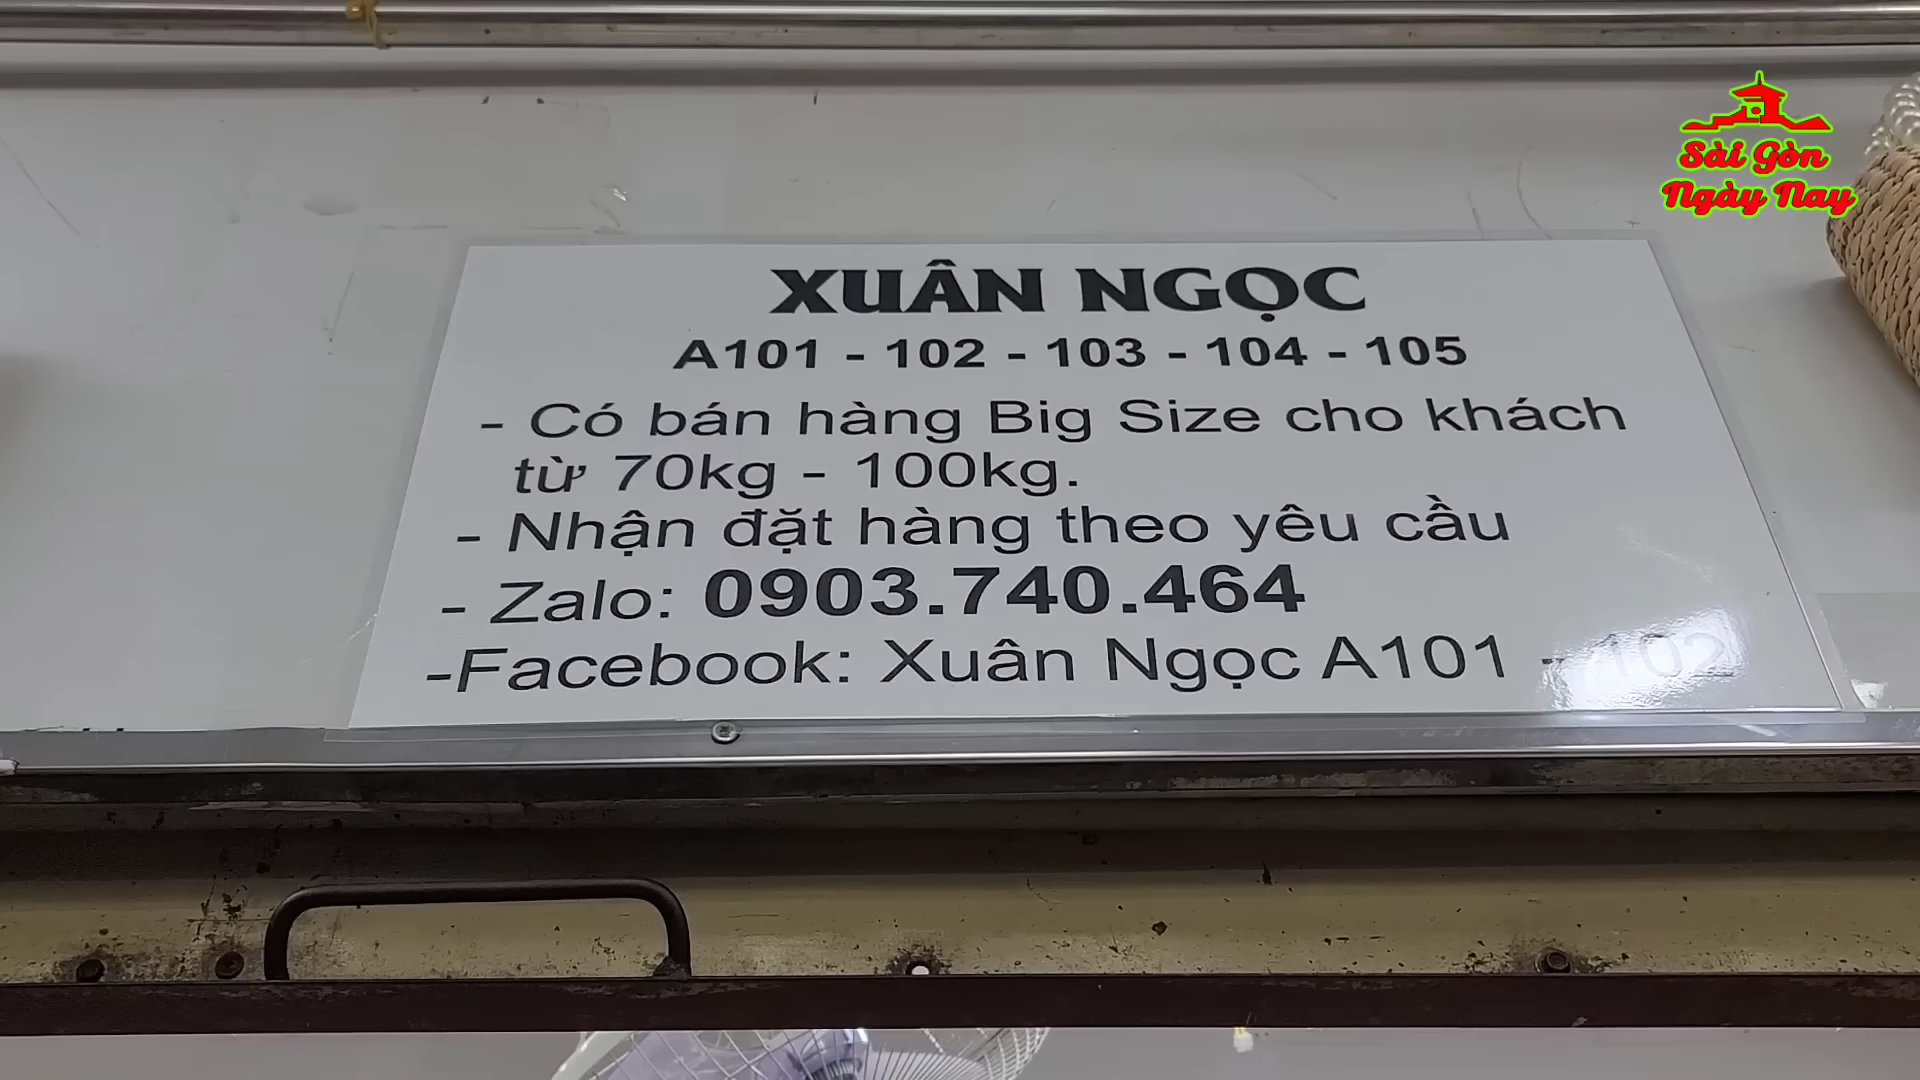 Sài Gòn
Ngày Nay
XUÂN NGỌC
A101 - 102 - 103 - 104 - 105
- Có bán hàng Big Size cho khách
từ 70kg - 100kg.
- Nhận đặt hàng theo yêu cầu
- Zalo: 0903.740.464
-Facebook: Xuân Ngọc A101 - 102